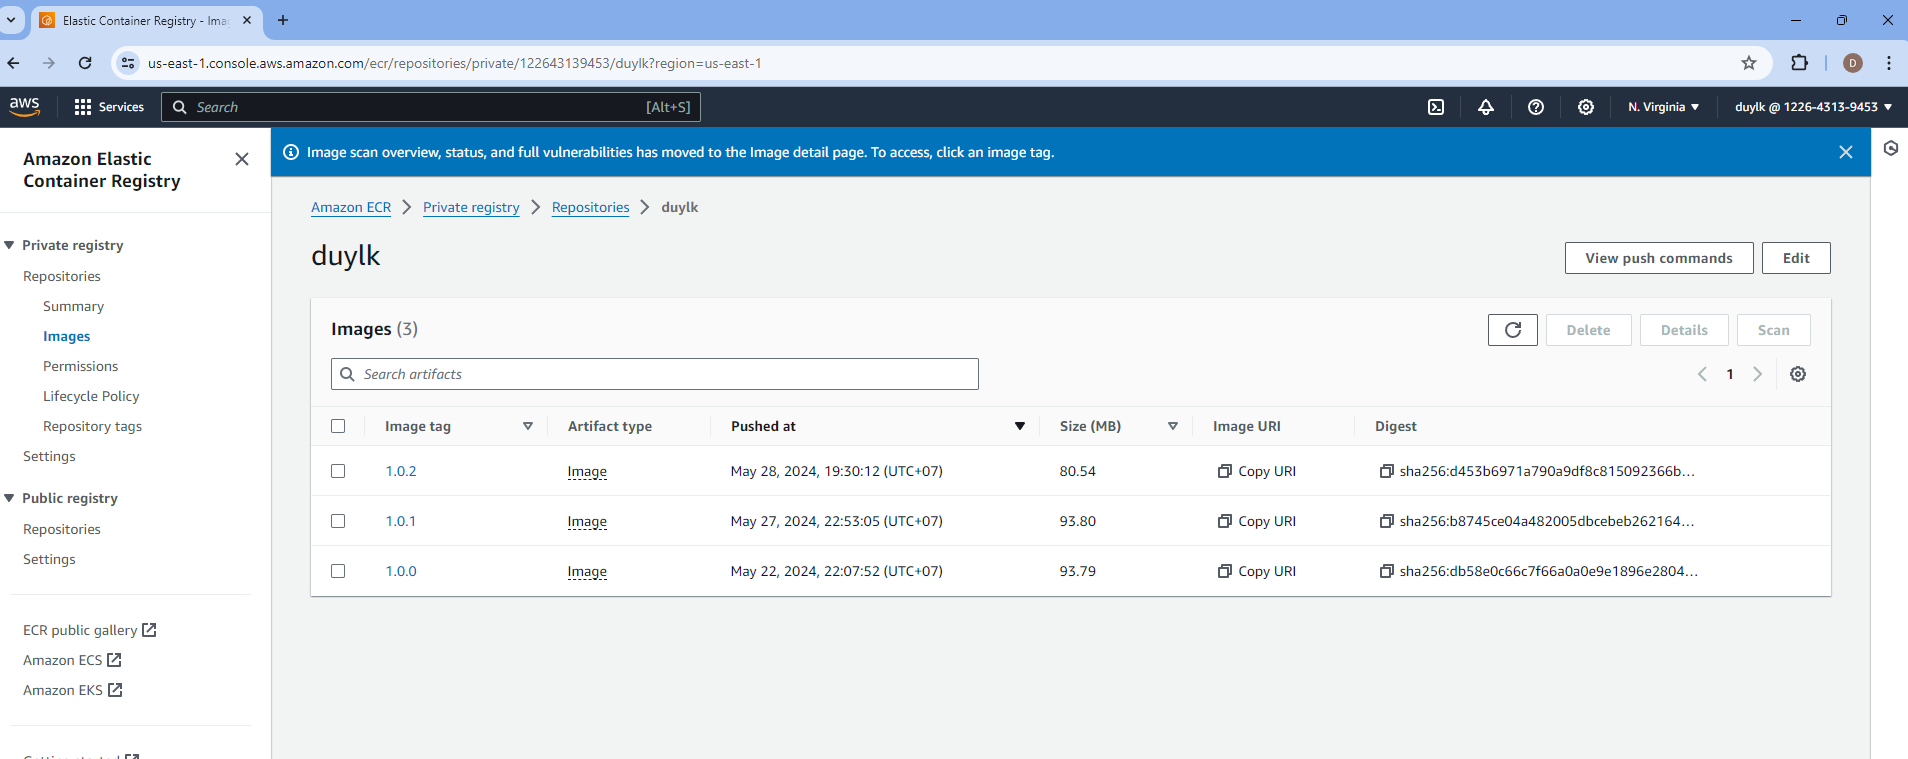 Elastic Container Registry - Ima
us-east-1.console.aws.amazon.com/ecr/repositories/private/122643139453/duylk?region=us-east-1
D
aws
Services
Search
[Alt+S]
N. Virginia
duylk @ 1226-4313-9453
Amazon Elastic
Container Registry
Private registry
Repositories
Summary
Images
Permissions
Lifecycle Policy
Repository tags
Settings
Public registry
Repositories
Settings
ECR public gallery
Amazon ECS
Amazon EKS
Getting started
Image scan overview, status, and full vulnerabilities has moved to the Image detail page. To access, click an image tag.
Amazon ECR > Private registry > Repositories > duylk
duylk
View push commands
Edit
Images (3)
Delete
Details
Scan
Search artifacts
1
Image tag Artifact type Pushed at Size (MB) Image URI Digest
1.0.2 Image May 28, 2024, 19:30:12 (UTC+07) 80.54 Copy URI sha256:d453b6971a790a9df8c815092366b...
1.0.1 Image May 27, 2024, 22:53:05 (UTC+07) 93.80 Copy URI sha256:b8745ce04a482005dbcebeb262164...
1.0.0 Image May 22, 2024, 22:07:52 (UTC+07) 93.79 Copy URI sha256:db58e0c66c7f66a0a0e9e1896e2804...